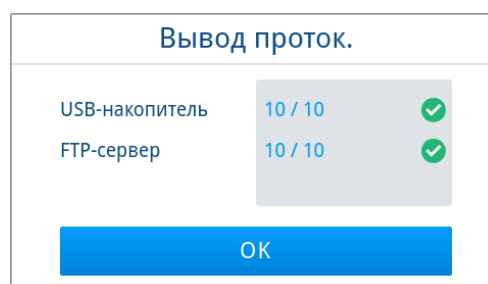 Вывод проток.
USB-накопитель 10 / 10
FTP-сервер 10 / 10
OK